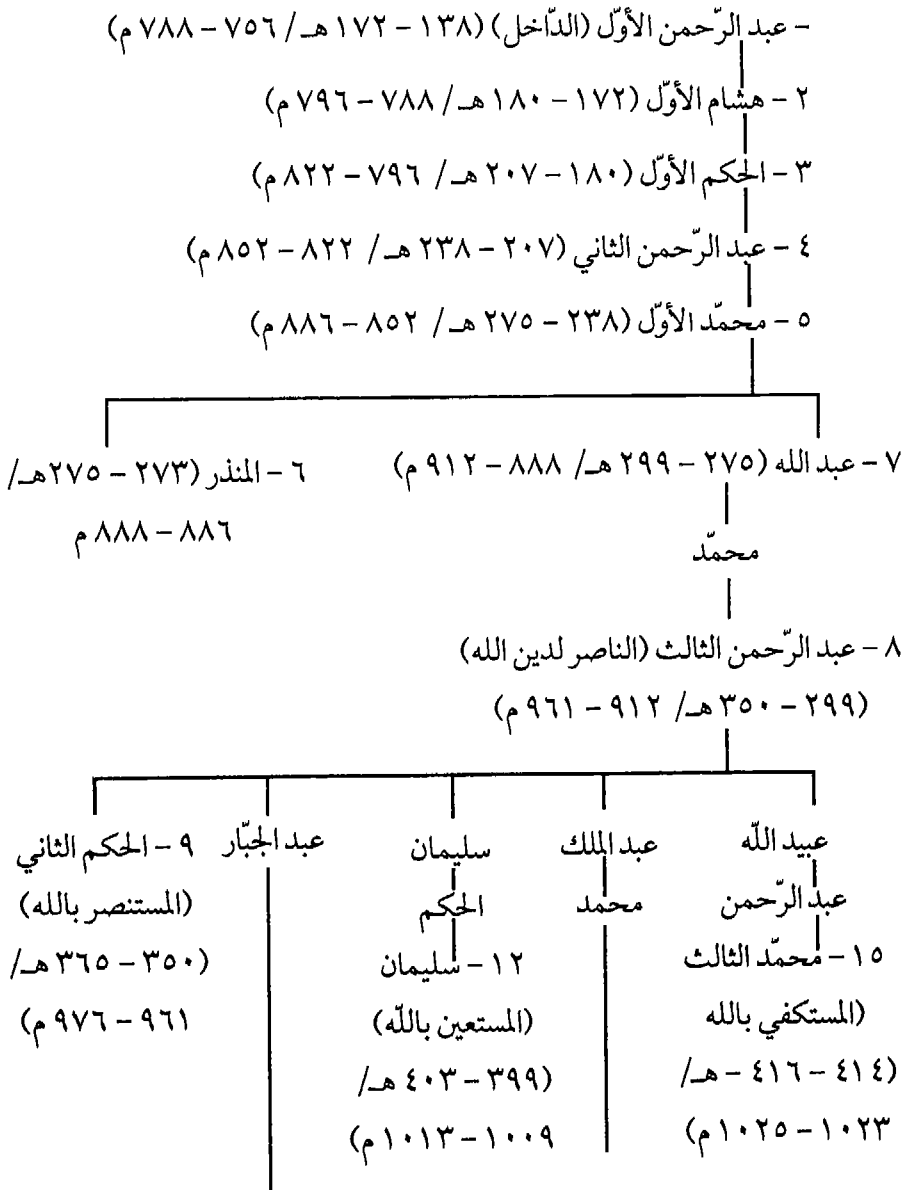 - عبد الرّحمن الأوّل (الدّاخل) (١٣٨ – ١٧٢ هـ/ ٧٥٦ – ٧٨٨ م)
٢ – هشام الأوّل (١٧٢ – ١٨٠ هـ/ ٧٨٨ – ٧٩٦ م)
٣ – الحكم الأوّل (١٨٠ – ٢٠٧ هـ/ ٧٩٦ – ٨٢٢ م)
٤ – عبد الرّحمن الثاني (٢٠٧ – ٢٣٨ هـ/ ٨٢٢ – ٨٥٢ م)
٥ – محمّد الأوّل (٢٣٨ – ٢٧٥ هـ/ ٨٥٢ – ٨٨٦ م)
٧ – عبد الله (٢٧٥ – ٢٩٩ هـ/ ٨٨٨ – ٩١٢ م)
٦ – المنذر (٢٧٣ – ٢٧٥ هـ/
٨٨٦ – ٨٨٨ م
محمّد
٨ – عبد الرّحمن الثالث (الناصر لدين الله)
(٢٩٩ – ٣٥٠ هـ/ ٩١٢ – ٩٦١ م)
عبيد اللّه
عبد الرّحمن
١٥ – محمّد الثالث
(المستكفي بالله
(٤١٤ – ٤١٦ – هـ/
١٠٢٣ – ١٠٢٥ م)
عبد الملك
محمد
سليمان
الحكم
١٢ – سليمان
(المستعين باللّه)
(٣٩٩ – ٤٠٣ هـ/
١٠٠٩ – ١٠١٣ م)
عبد الجبّار
٩ – الحكم الثاني
(المستنصر بالله)
(٣٥٠ – ٣٦٥ هـ/
٩٦١ – ٩٧٦ م)